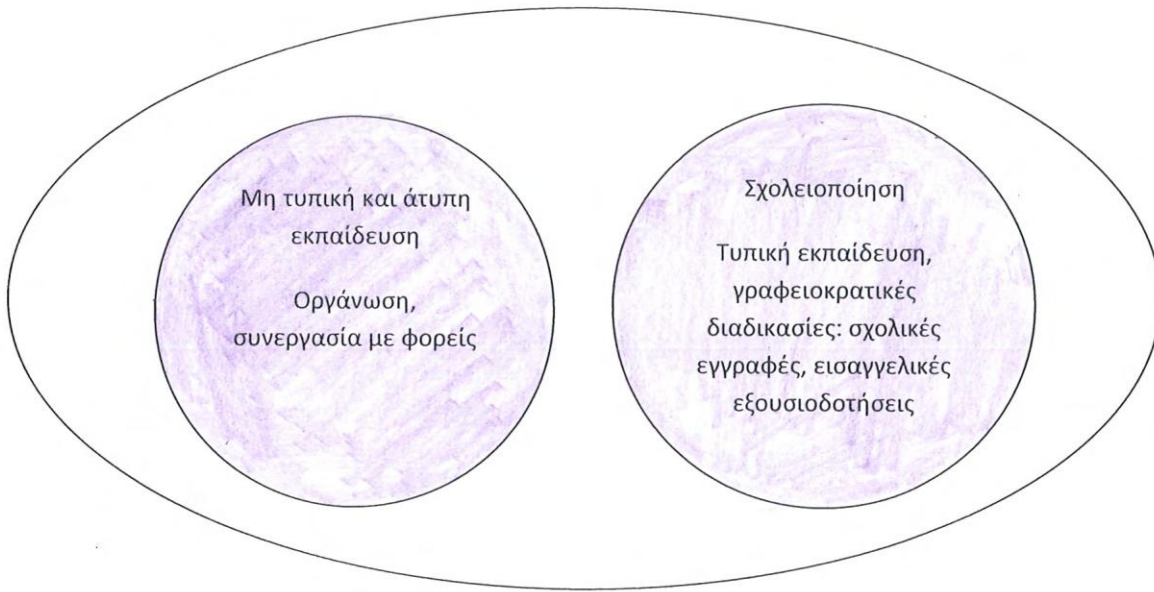 Μη τυπική και άτυπη
εκπαίδευση
Οργάνωση,
συνεργασία με φορείς
Σχολειοποίηση
Τυπική εκπαίδευση,
γραφειοκρατικές
διαδικασίες: σχολικές
εγγραφές, εισαγγελικές
εξουσιοδοτήσεις